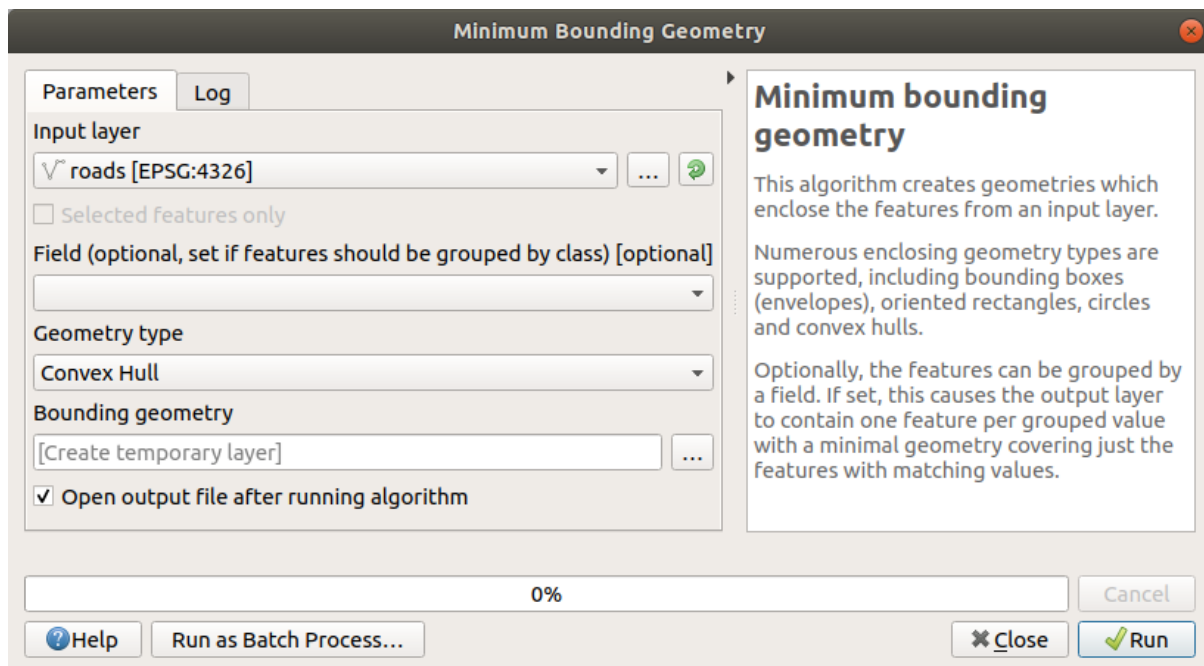 Minimum Bounding Geometry
Parameters
Log
Input layer
roads [EPSG:4326]
...
Selected features only
Field (optional, set if features should be grouped by class) [optional]
Geometry type
Convex Hull
Bounding geometry
[Create temporary layer]
...
Open output file after running algorithm
Minimum bounding
geometry
This algorithm creates geometries which
enclose the features from an input layer.
Numerous enclosing geometry types are
supported, including bounding boxes
(envelopes), oriented rectangles, circles
and convex hulls.
Optionally, the features can be grouped by
a field. If set, this causes the output layer
to contain one feature per grouped value
with a minimal geometry covering just the
features with matching values.
0%
Cancel
Help
Run as Batch Process...
Close
Run